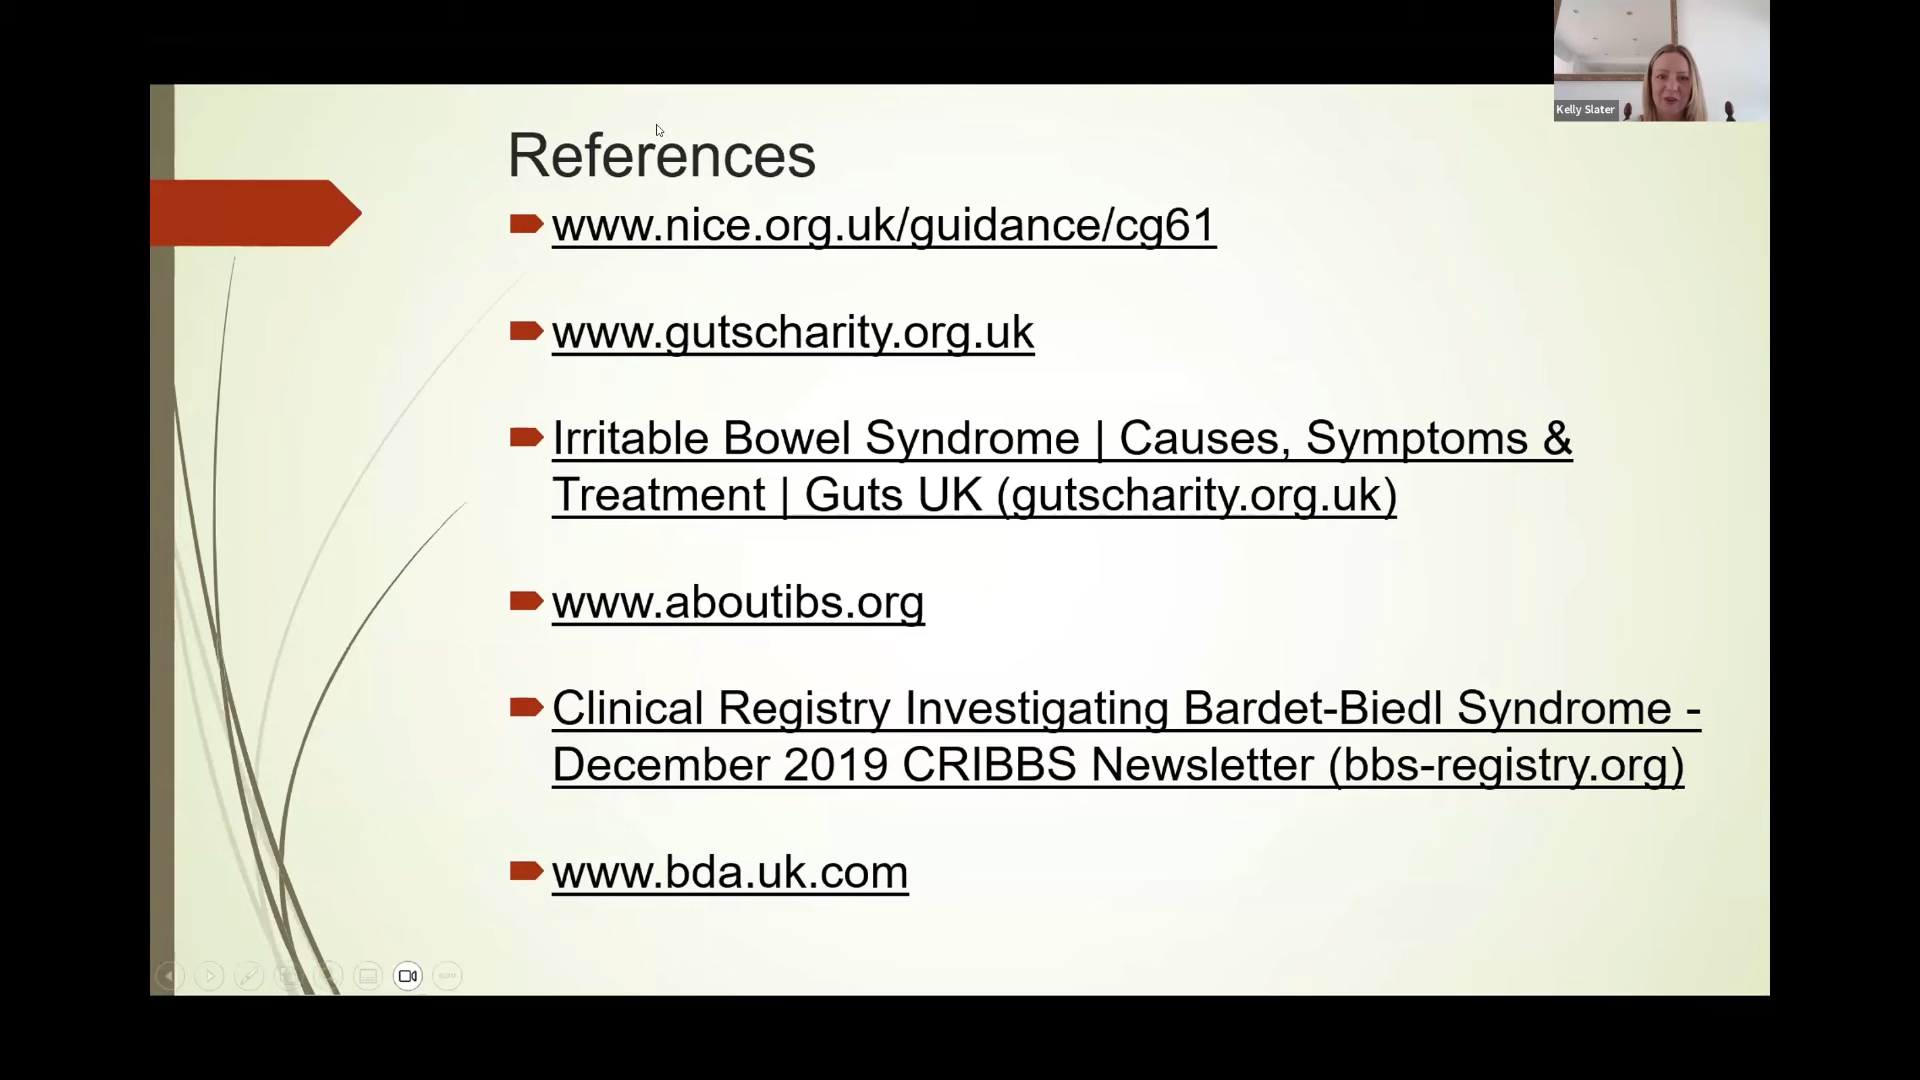 Kelly Slater
References
www.nice.org.uk/guidance/cg61
www.gutscharity.org.uk
Irritable Bowel Syndrome | Causes, Symptoms &
Treatment | Guts UK (gutscharity.org.uk)
www.aboutibs.org
Clinical Registry Investigating Bardet-Biedl Syndrome -
December 2019 CRIBBS Newsletter (bbs-registry.org)
www.bda.uk.com